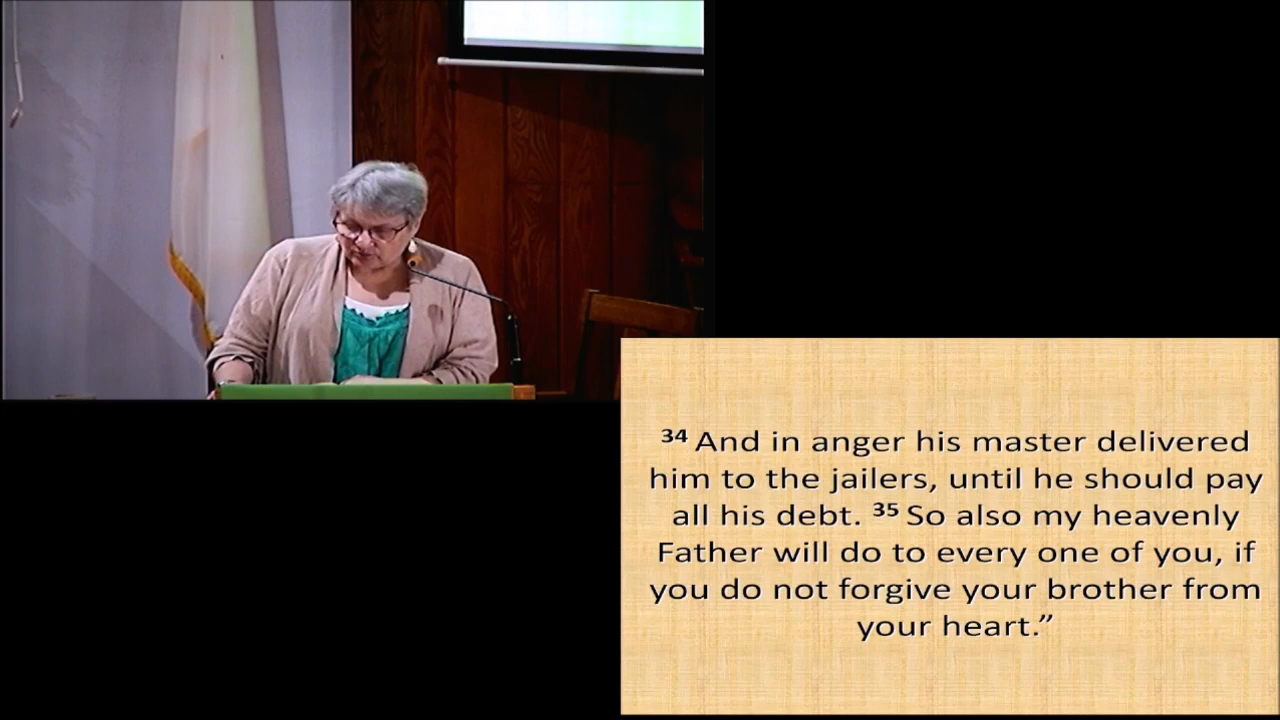 ³⁴ And in anger his master delivered
him to the jailers, until he should pay
all his debt. ³⁵ So also my heavenly
Father will do to every one of you, if
you do not forgive your brother from
your heart.”